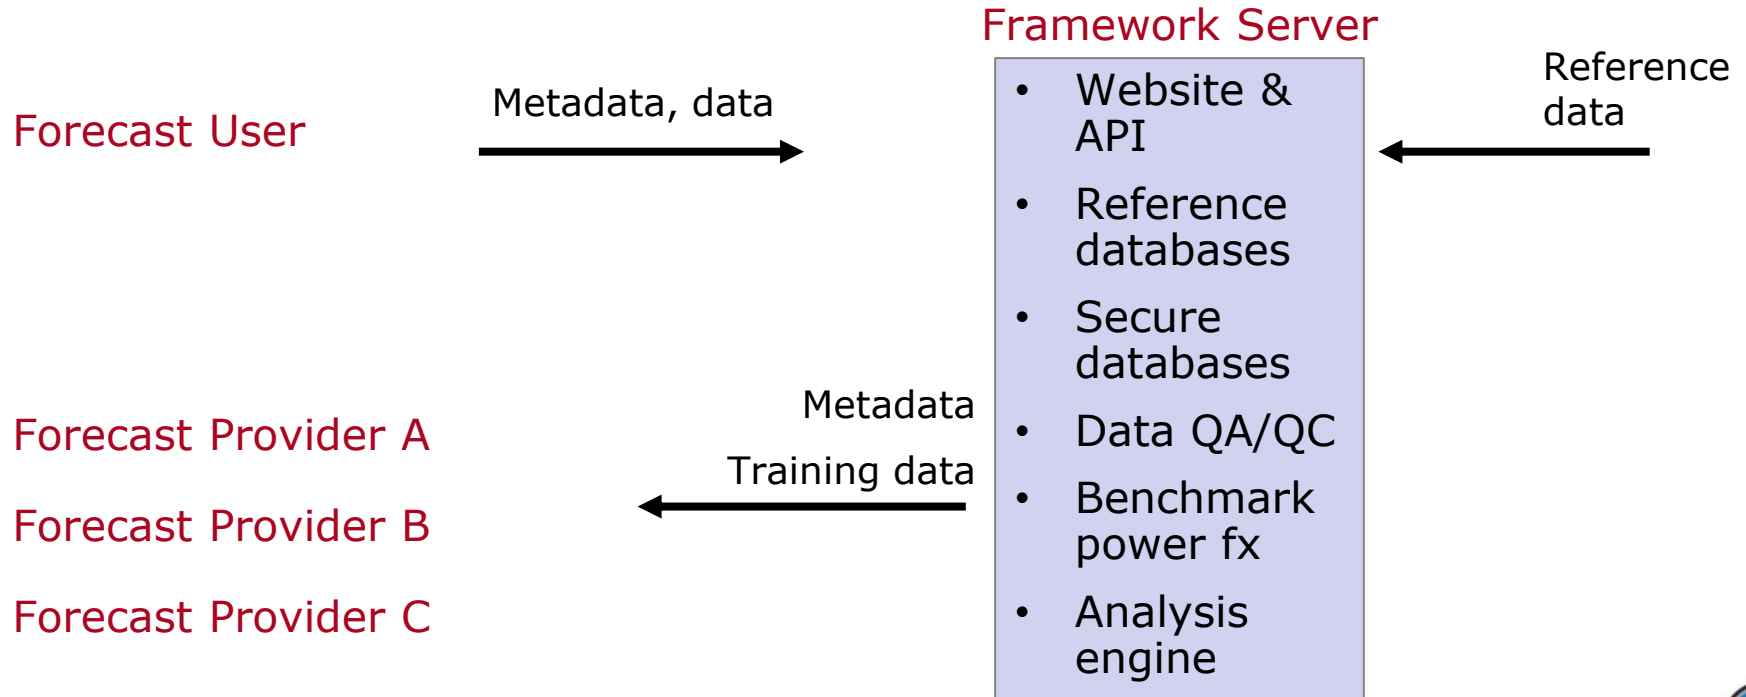 Framework Server
Forecast User
Metadata, data
• Website &
API
• Reference
databases
• Secure
databases
• Data QA/QC
• Benchmark
power fx
• Analysis
engine
Reference
data
Metadata
Training data
Forecast Provider A
Forecast Provider B
Forecast Provider C